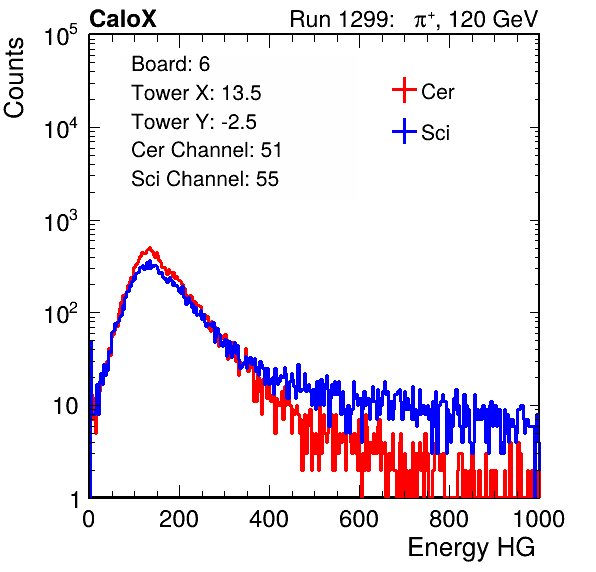 CaloX Run 1299: π⁺, 120 GeV
Counts
10⁵
10⁴
10³
10²
10
1
Board: 6
Tower X: 13.5
Tower Y: -2.5
Cer Channel: 51
Sci Channel: 55
Cer
Sci
0 200 400 600 800 1000
Energy HG